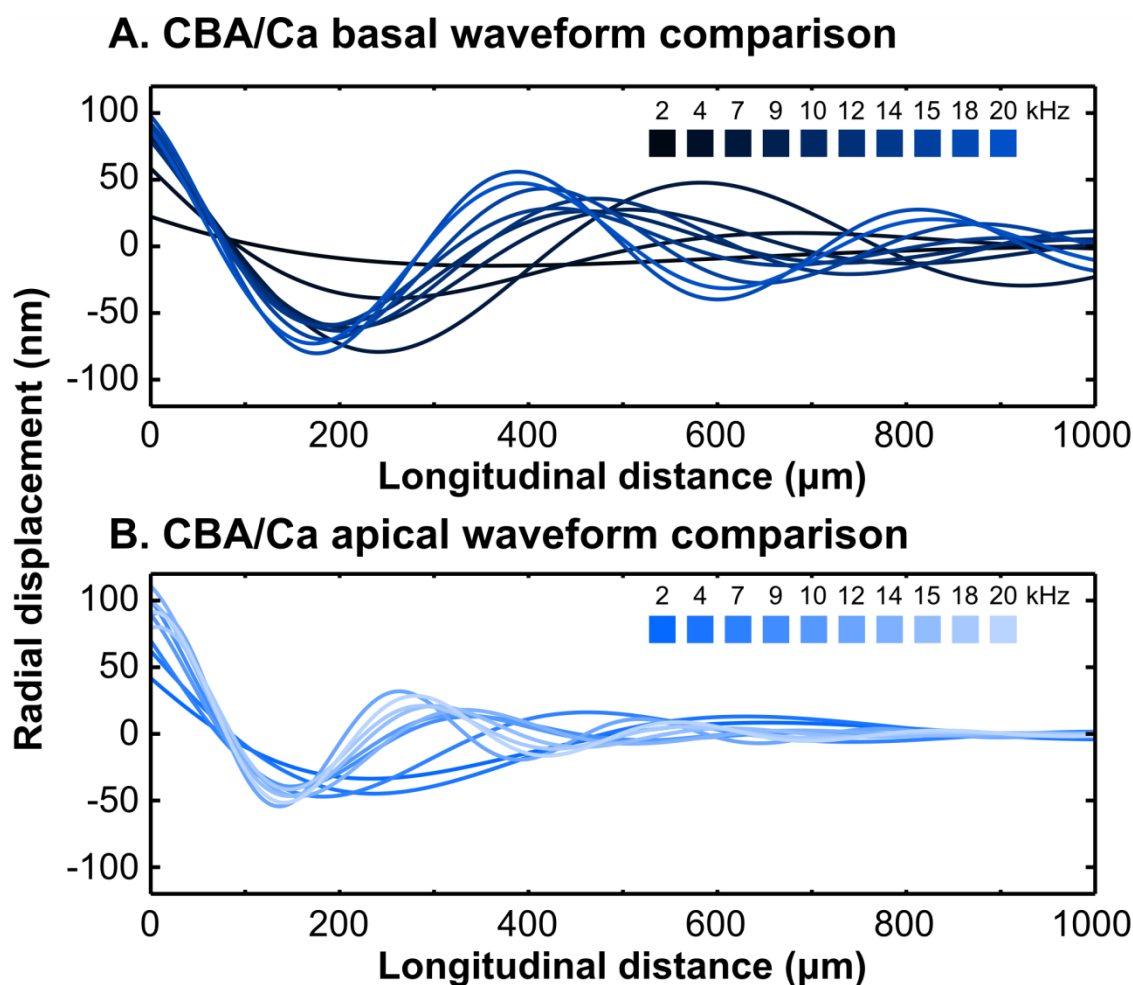 A. CBA/Ca basal waveform comparison
2 4 7 9 10 12 14 15 18 20 kHz
100
50
0
-50
-100
0 200 400 600 800 1000
Longitudinal distance (µm)
Radial displacement (nm)
B. CBA/Ca apical waveform comparison
2 4 7 9 10 12 14 15 18 20 kHz
100
50
0
-50
-100
0 200 400 600 800 1000
Longitudinal distance (µm)